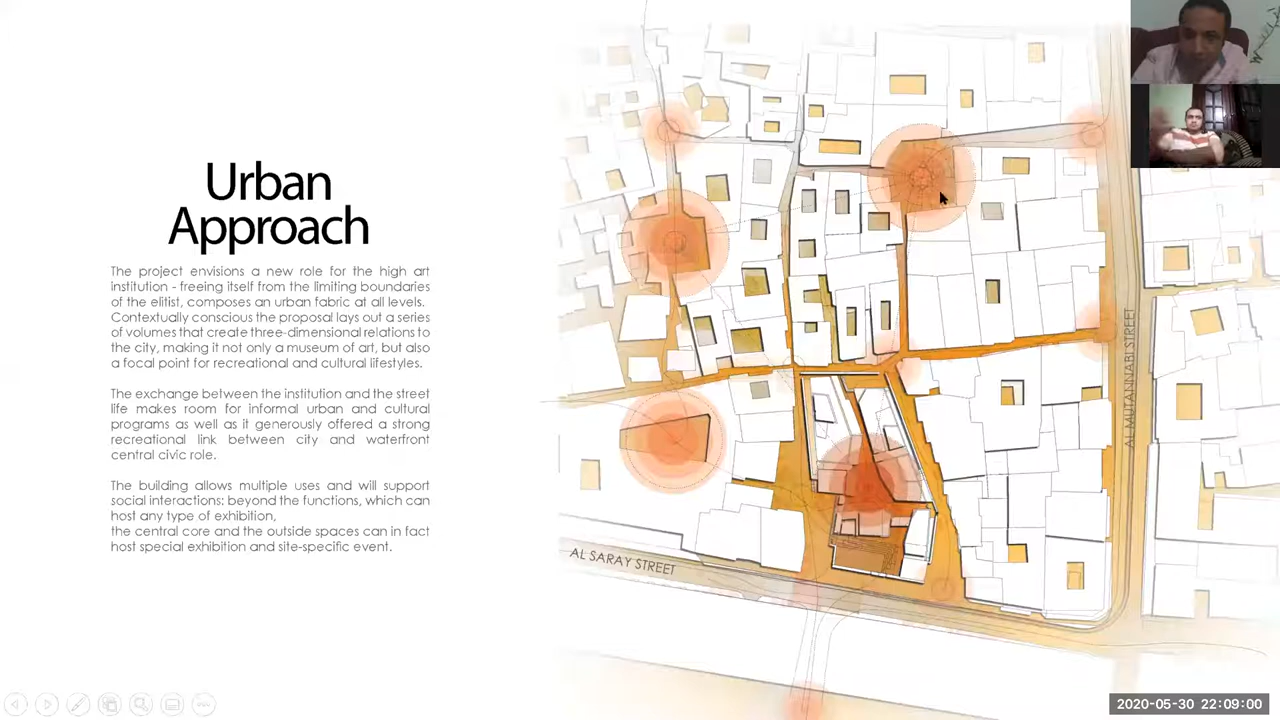 Urban
Approach
The project envisions a new role for the high art
institution - freeing itself from the limiting boundaries
of the elitist, composes an urban fabric at all levels.
Contextually conscious the proposal lays out a series
of volumes that create three-dimensional relations to
the city, making it not only a museum of art, but also
a focal point for recreational and cultural lifestyles.
The exchange between the institution and the street
life makes room for informal urban and cultural
programs as well as it generously offered a strong
recreational link between city and waterfront
central civic role.
The building allows multiple uses and will support
social interactions: beyond the functions, which can
host any type of exhibition,
the central core and the outside spaces can in fact
host special exhibition and site-specific event.
AL SARAY STREET
AL MUTANNABI STREET
2020-05-30 22:09:00